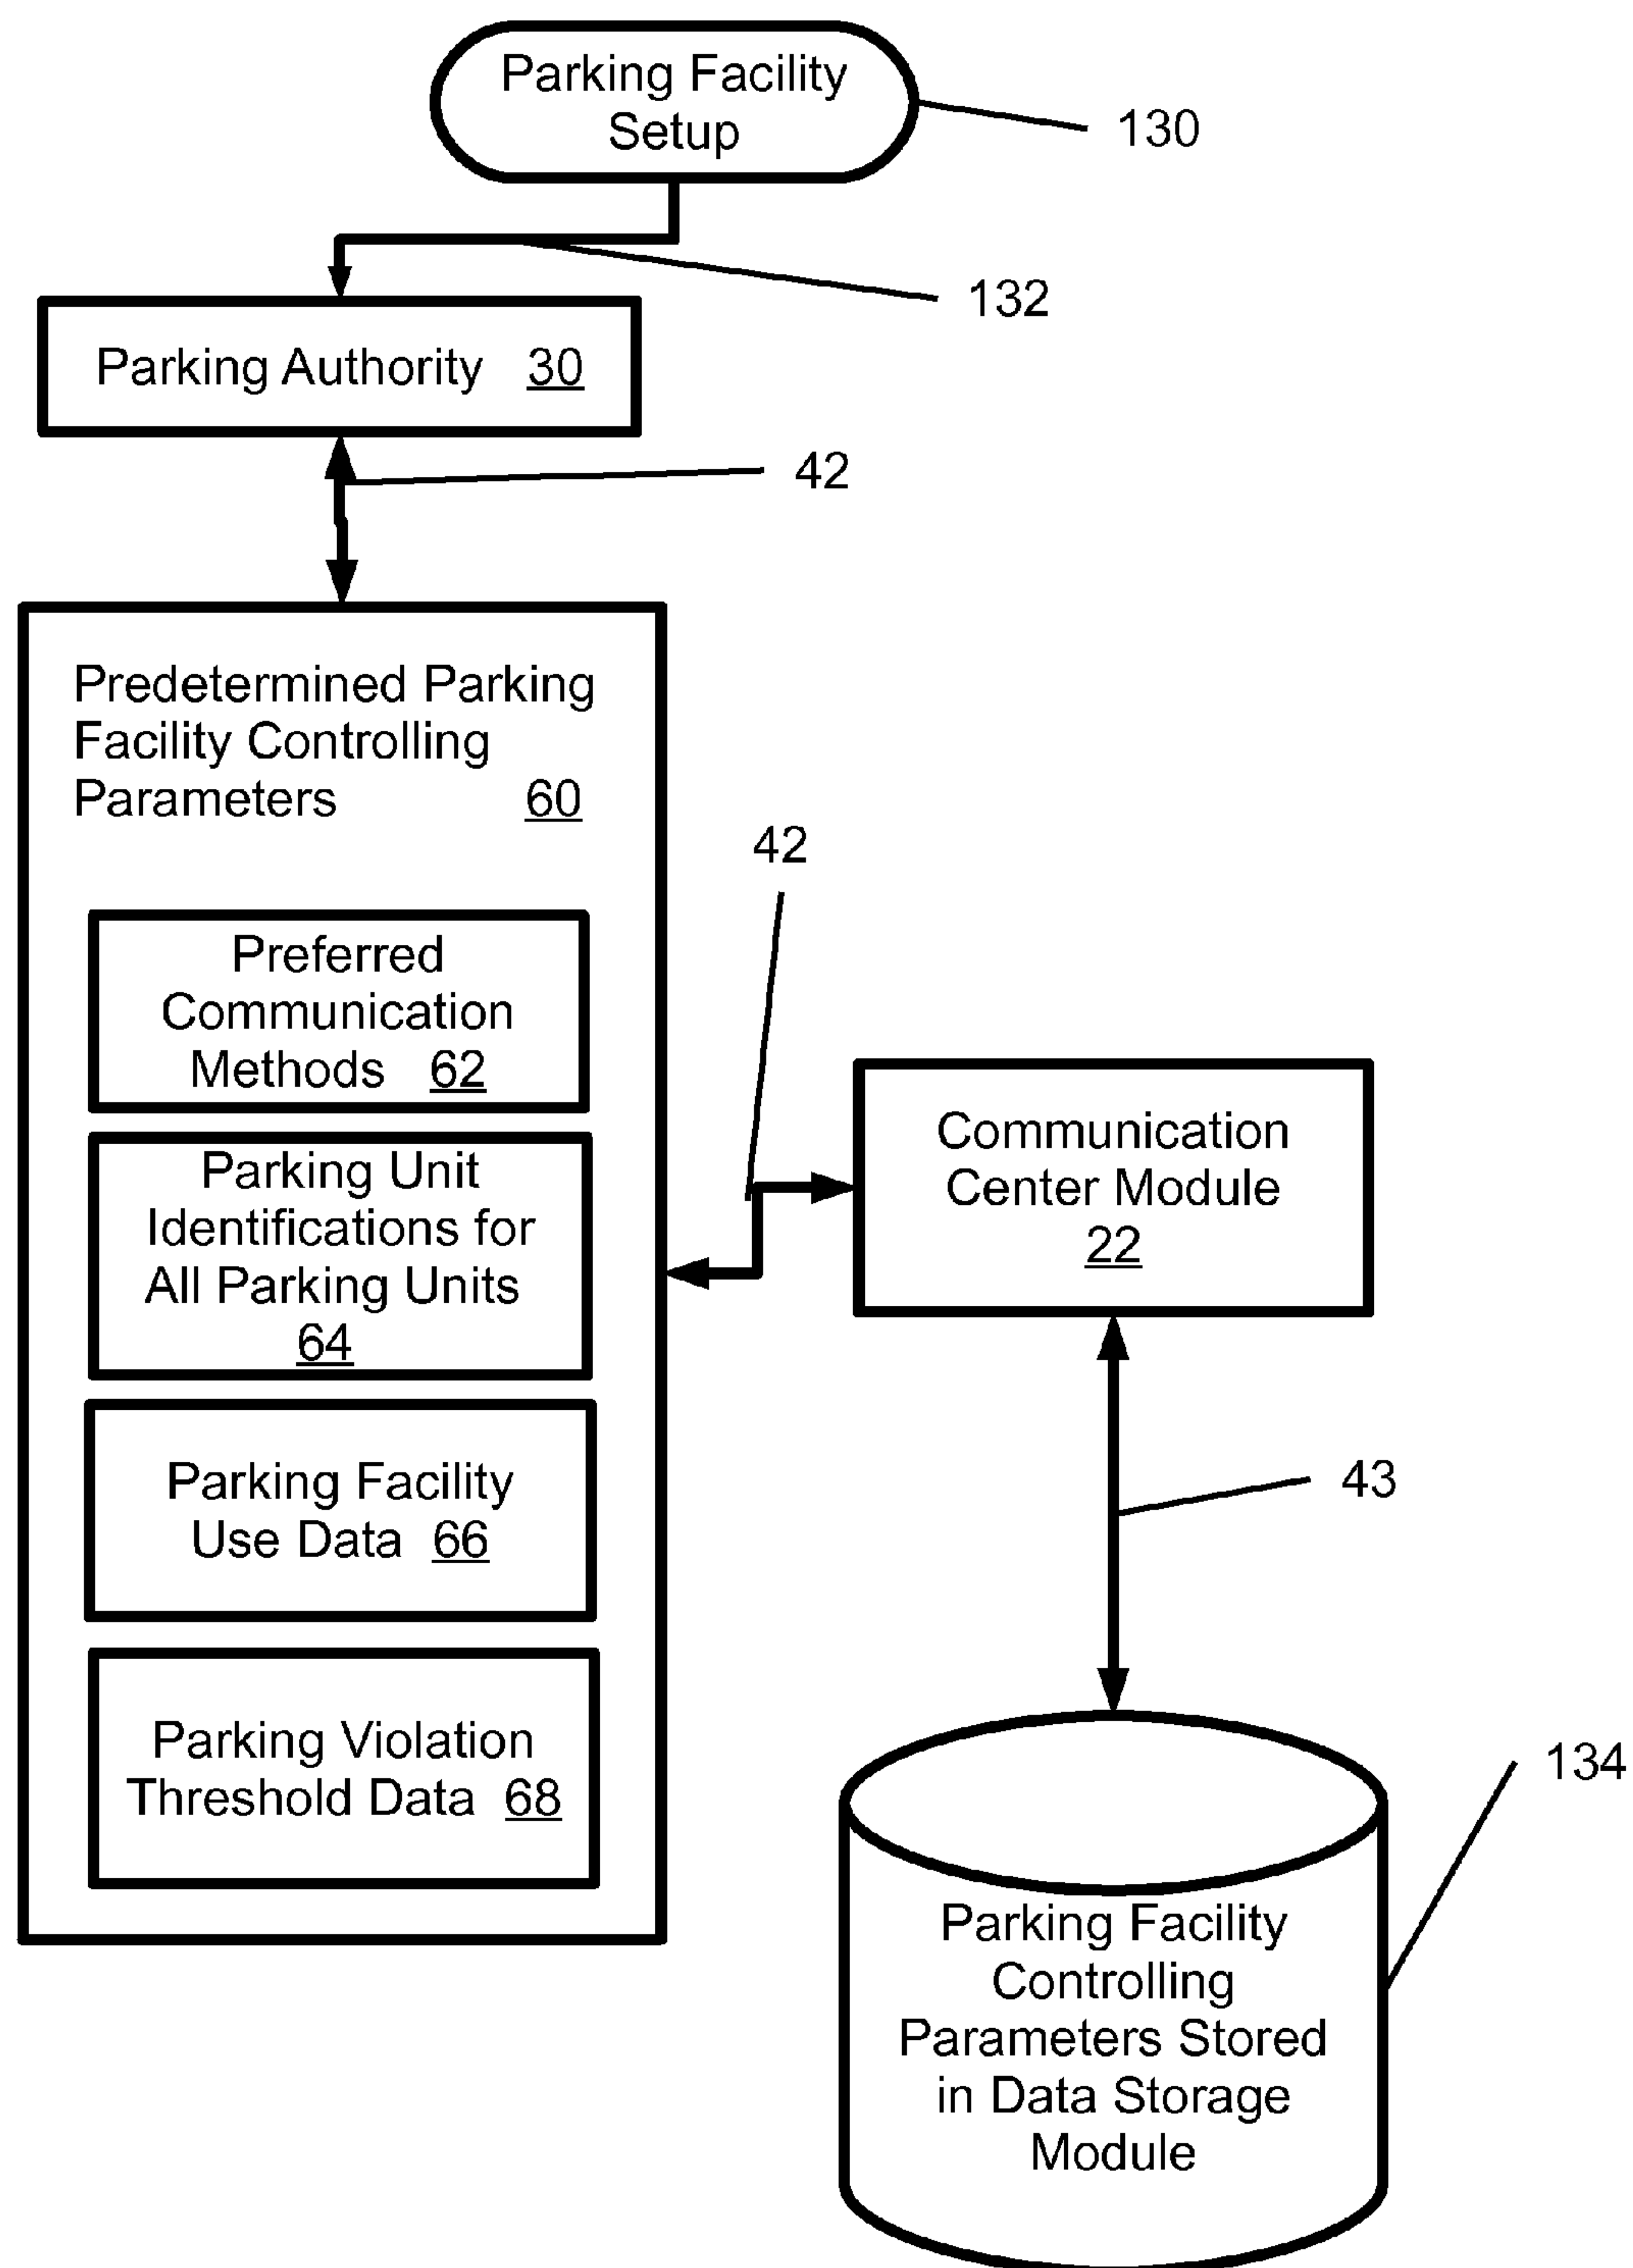 Parking Facility
Setup
130
132
Parking Authority 30
42
Predetermined Parking
Facility Controlling
Parameters 60
42
Preferred
Communication
Methods 62
Parking Unit
Identifications for
All Parking Units
64
Communication
Center Module
22
Parking Facility
Use Data 66
43
Parking Violation
Threshold Data 68
134
Parking Facility
Controlling
Parameters Stored
in Data Storage
Module